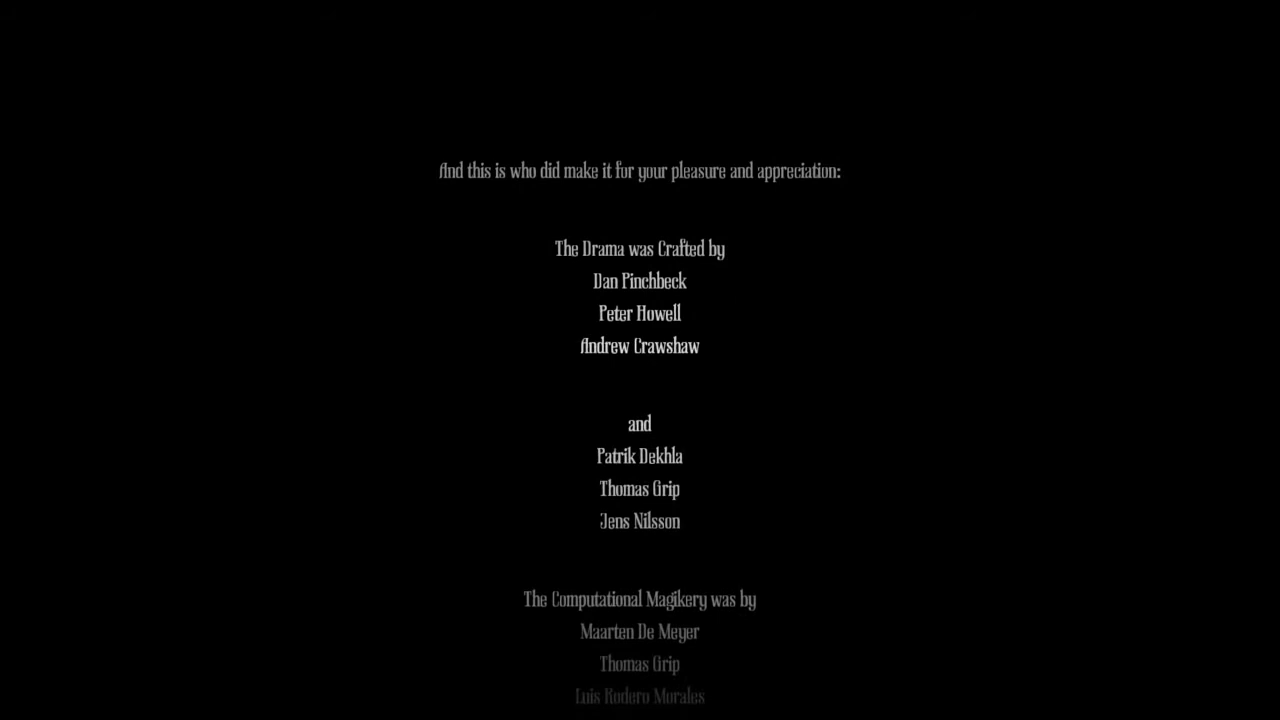 And this is who did make it for your pleasure and appreciation:
The Drama was Crafted by
Dan Pinchbeck
Peter Howell
Andrew Crawshaw
and
Patrik Dekhla
Thomas Grip
Jens Nilsson
The Computational Magikery was by
Maarten De Meyer
Thomas Grip
Luis Rodero Morales